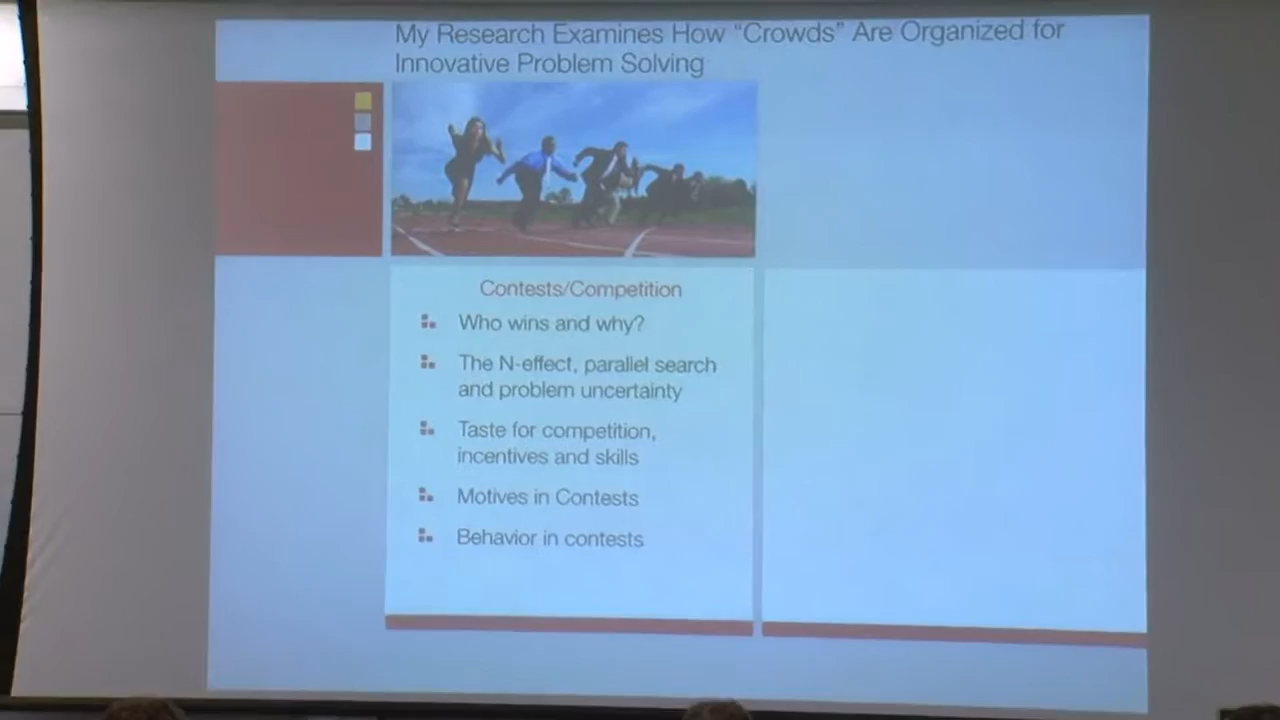 My Research Examines How “Crowds” Are Organized for
Innovative Problem Solving
Contests/Competition
Who wins and why?
The N-effect, parallel search
and problem uncertainty
Taste for competition,
incentives and skills
Motives in Contests
Behavior in contests